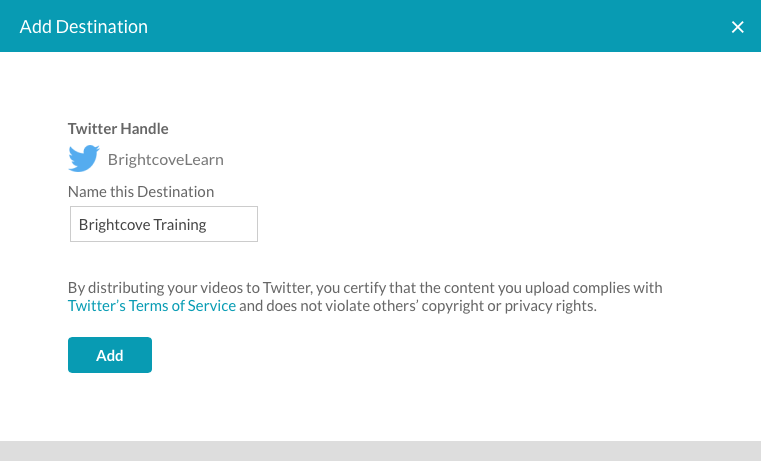 Add Destination
Twitter Handle
BrightcoveLearn
Name this Destination
Brightcove Training
By distributing your videos to Twitter, you certify that the content you upload complies with
Twitter’s Terms of Service and does not violate others’ copyright or privacy rights.
Add